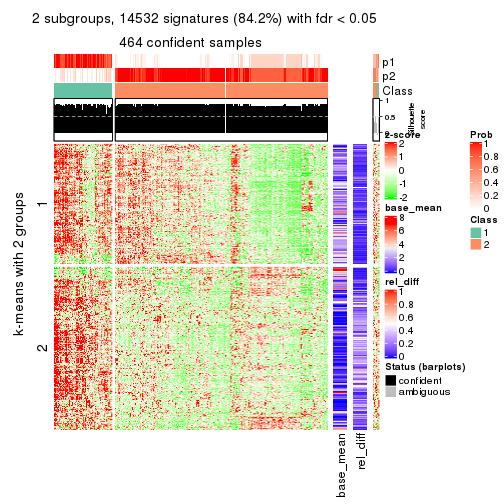 2 subgroups, 14532 signatures (84.2%) with fdr < 0.05
464 confident samples
p1
p2
Class
1
0.5
0
Silhouette
score
z-score
2
1
0
-1
-2
base_mean
8
6
4
2
0
rel_diff
1
0.8
0.6
0.4
0.2
0
Status (barplots)
confident
ambiguous
Prob
1
0.8
0.6
0.4
0.2
0
Class
1
2
k-means with 2 groups
1
2
base_mean
rel_diff